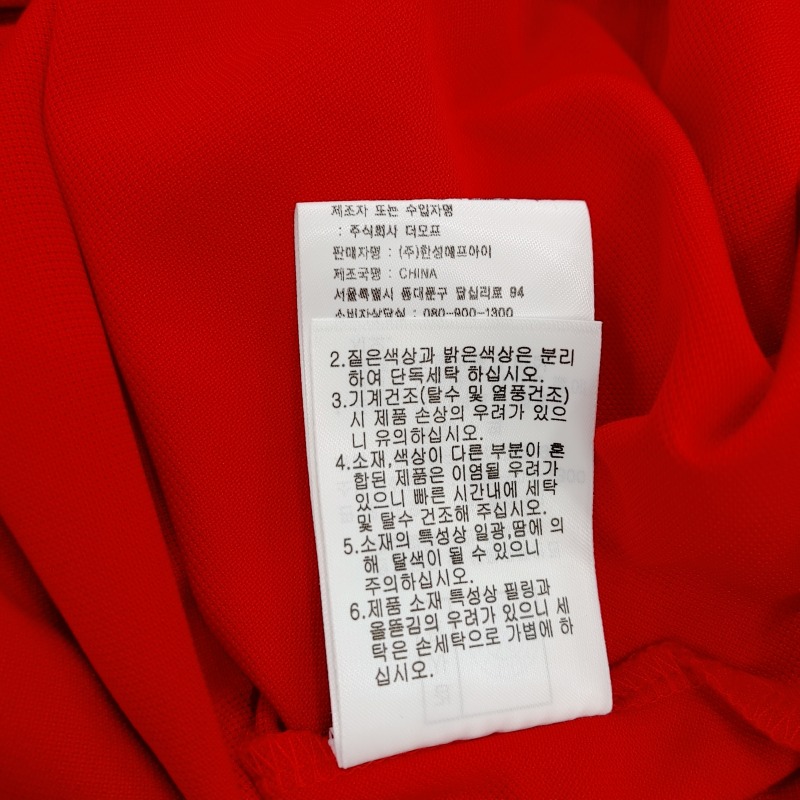 제조자 또는 수입자명
: 주식회사 더모프
판매자명 : (주)한성에프아이
제조국명 : CHINA
서울특별시 동대문구 답십리로 94
소비자상담실 : 080-900-1300
2.짙은색상과 밝은색상은 분리
하여 단독세탁 하십시오.
3.기계건조(탈수 및 열풍건조)
시 제품 손상의 우려가 있으
니 유의하십시오.
4.소재,색상이 다른 부분이 혼
합된 제품은 이염될 우려가
있으니 빠른 시간내에 세탁
및 탈수 건조해 주십시오.
5.소재의 특성상 일광,땀에 의
해 탈색이 될 수 있으니
주의하십시오.
6.제품 소재 특성상 필링과
올뜯김의 우려가 있으니 세
탁은 손세탁으로 가볍에 하
십시오.